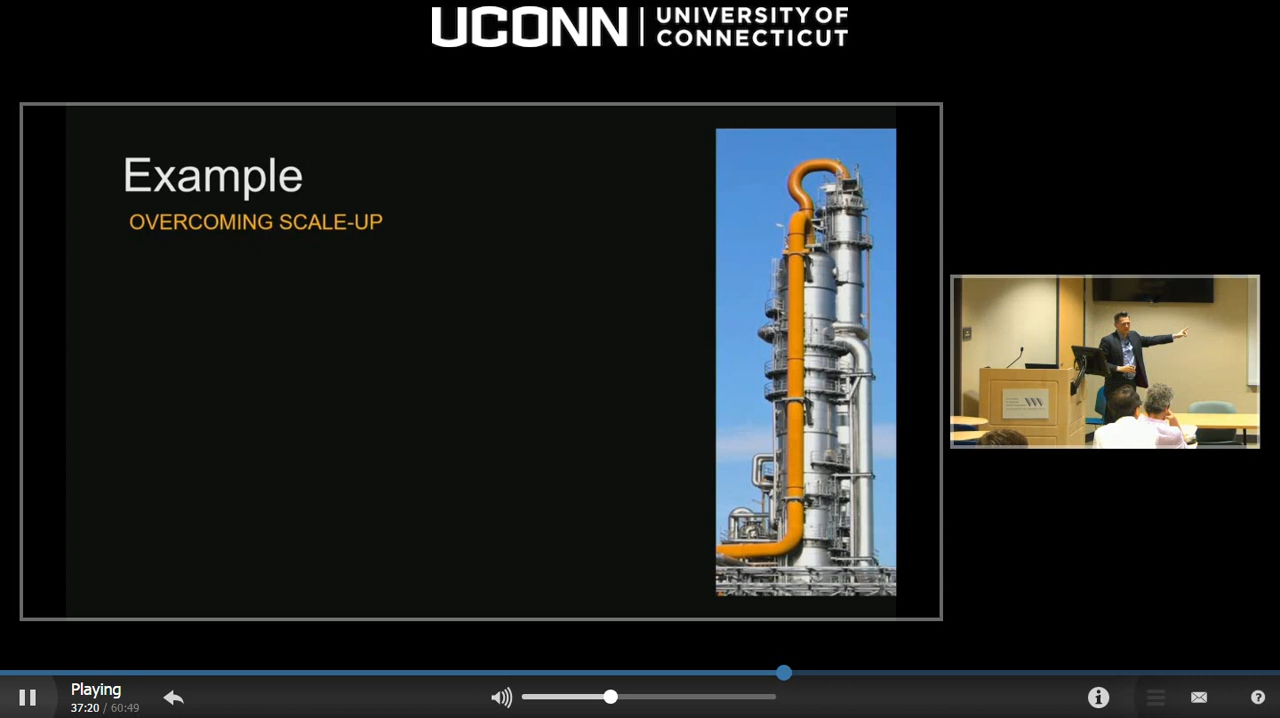 UCONN
UNIVERSITY OF
CONNECTICUT
Example
OVERCOMING SCALE-UP
Playing
37:20 / 60:49